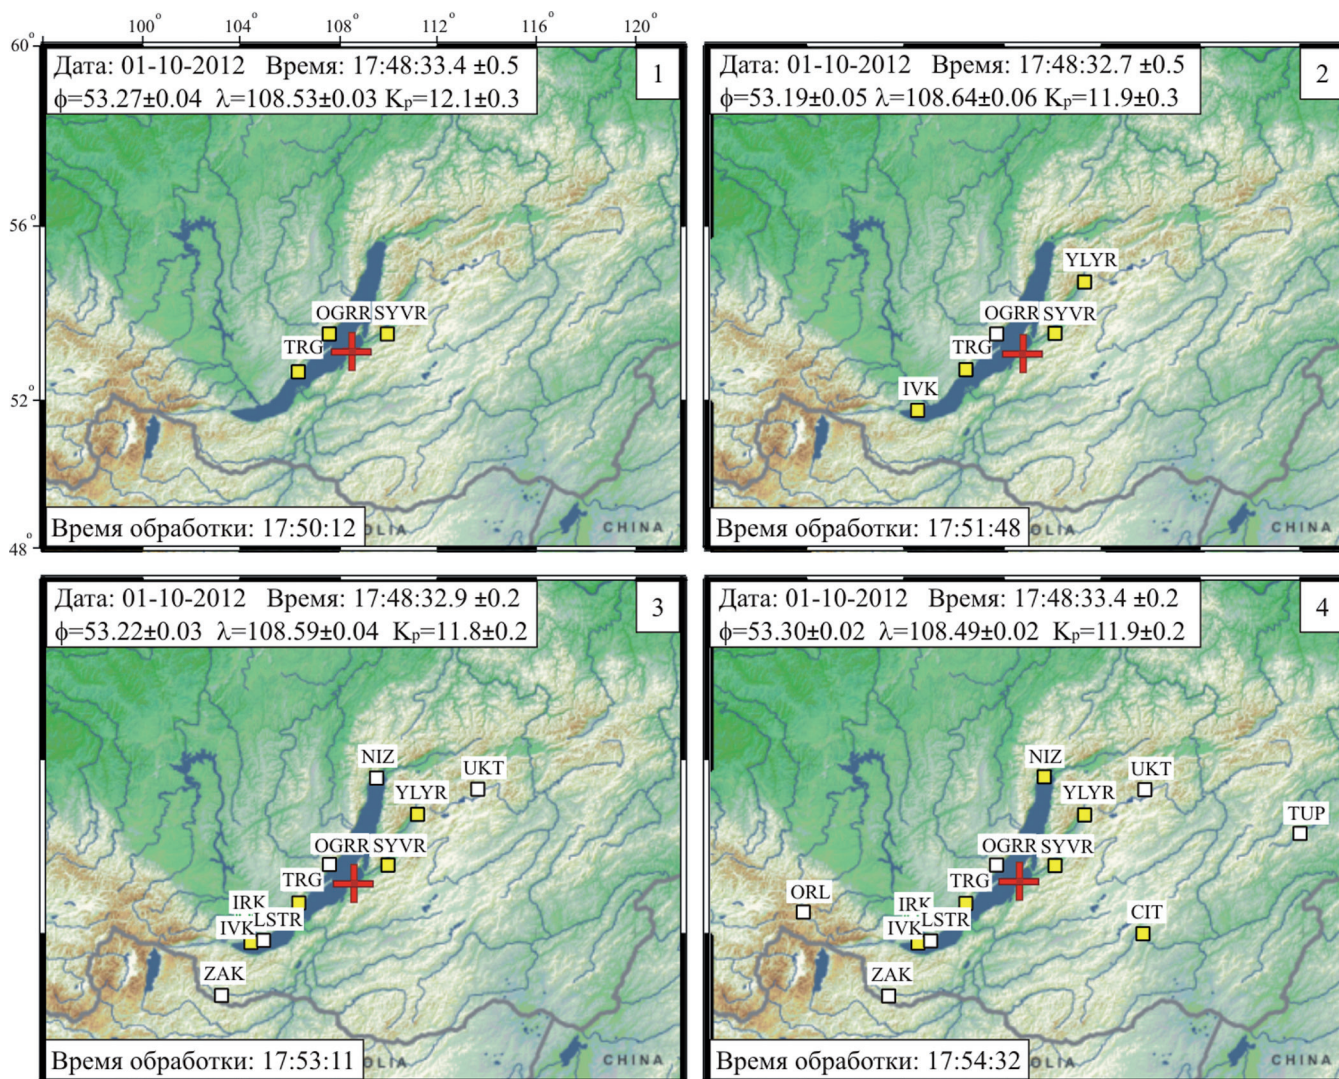 100° 104° 108° 112° 116° 120°
60°
56°
52°
48°
Дата: 01-10-2012 Время: 17:48:33.4 ±0.5
ϕ=53.27±0.04 λ=108.53±0.03 Kp=12.1±0.3
1
OGRR SYVR
TRG
Время обработки: 17:50:12
OLIA
CHINA
Дата: 01-10-2012 Время: 17:48:32.7 ±0.5
ϕ=53.19±0.05 λ=108.64±0.06 Kp=11.9±0.3
2
YLYR
OGRR SYVR
TRG
IVK
Время обработки: 17:51:48
OLIA
CHINA
Дата: 01-10-2012 Время: 17:48:32.9 ±0.2
ϕ=53.22±0.03 λ=108.59±0.04 Kp=11.8±0.2
3
NIZ
UKT
YLYR
OGRR SYVR
TRG
IRK
LSTR
IVK
ZAK
Время обработки: 17:53:11
OLIA
CHINA
Дата: 01-10-2012 Время: 17:48:33.4 ±0.2
ϕ=53.30±0.02 λ=108.49±0.02 Kp=11.9±0.2
4
NIZ
UKT
YLYR
TUP
OGRR SYVR
TRG
ORL
IRK
CIT
LSTR
IVK
ZAK
Время обработки: 17:54:32
OLIA
CHINA